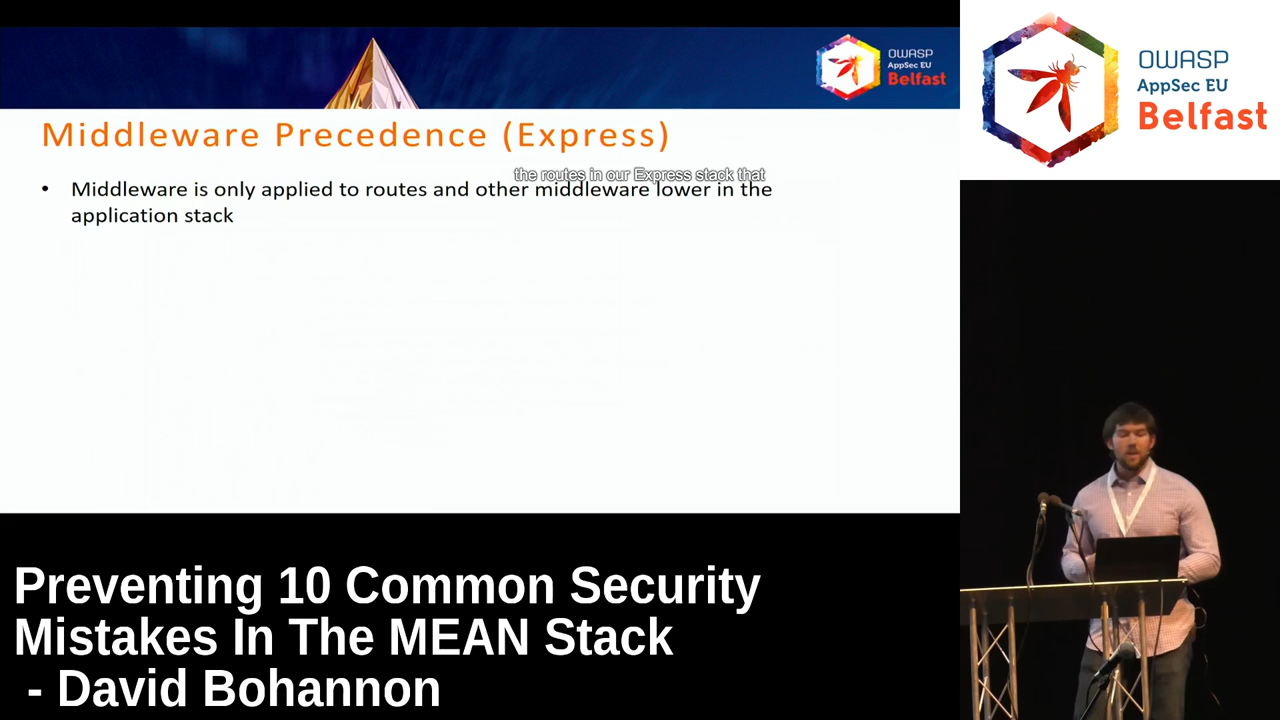 OWASP
AppSec EU
Belfast
OWASP
AppSec EU
Belfast
Middleware Precedence (Express)
the routes in our Express stack that
• Middleware is only applied to routes and other middleware lower in the
application stack
Preventing 10 Common Security
Mistakes In The MEAN Stack
- David Bohannon